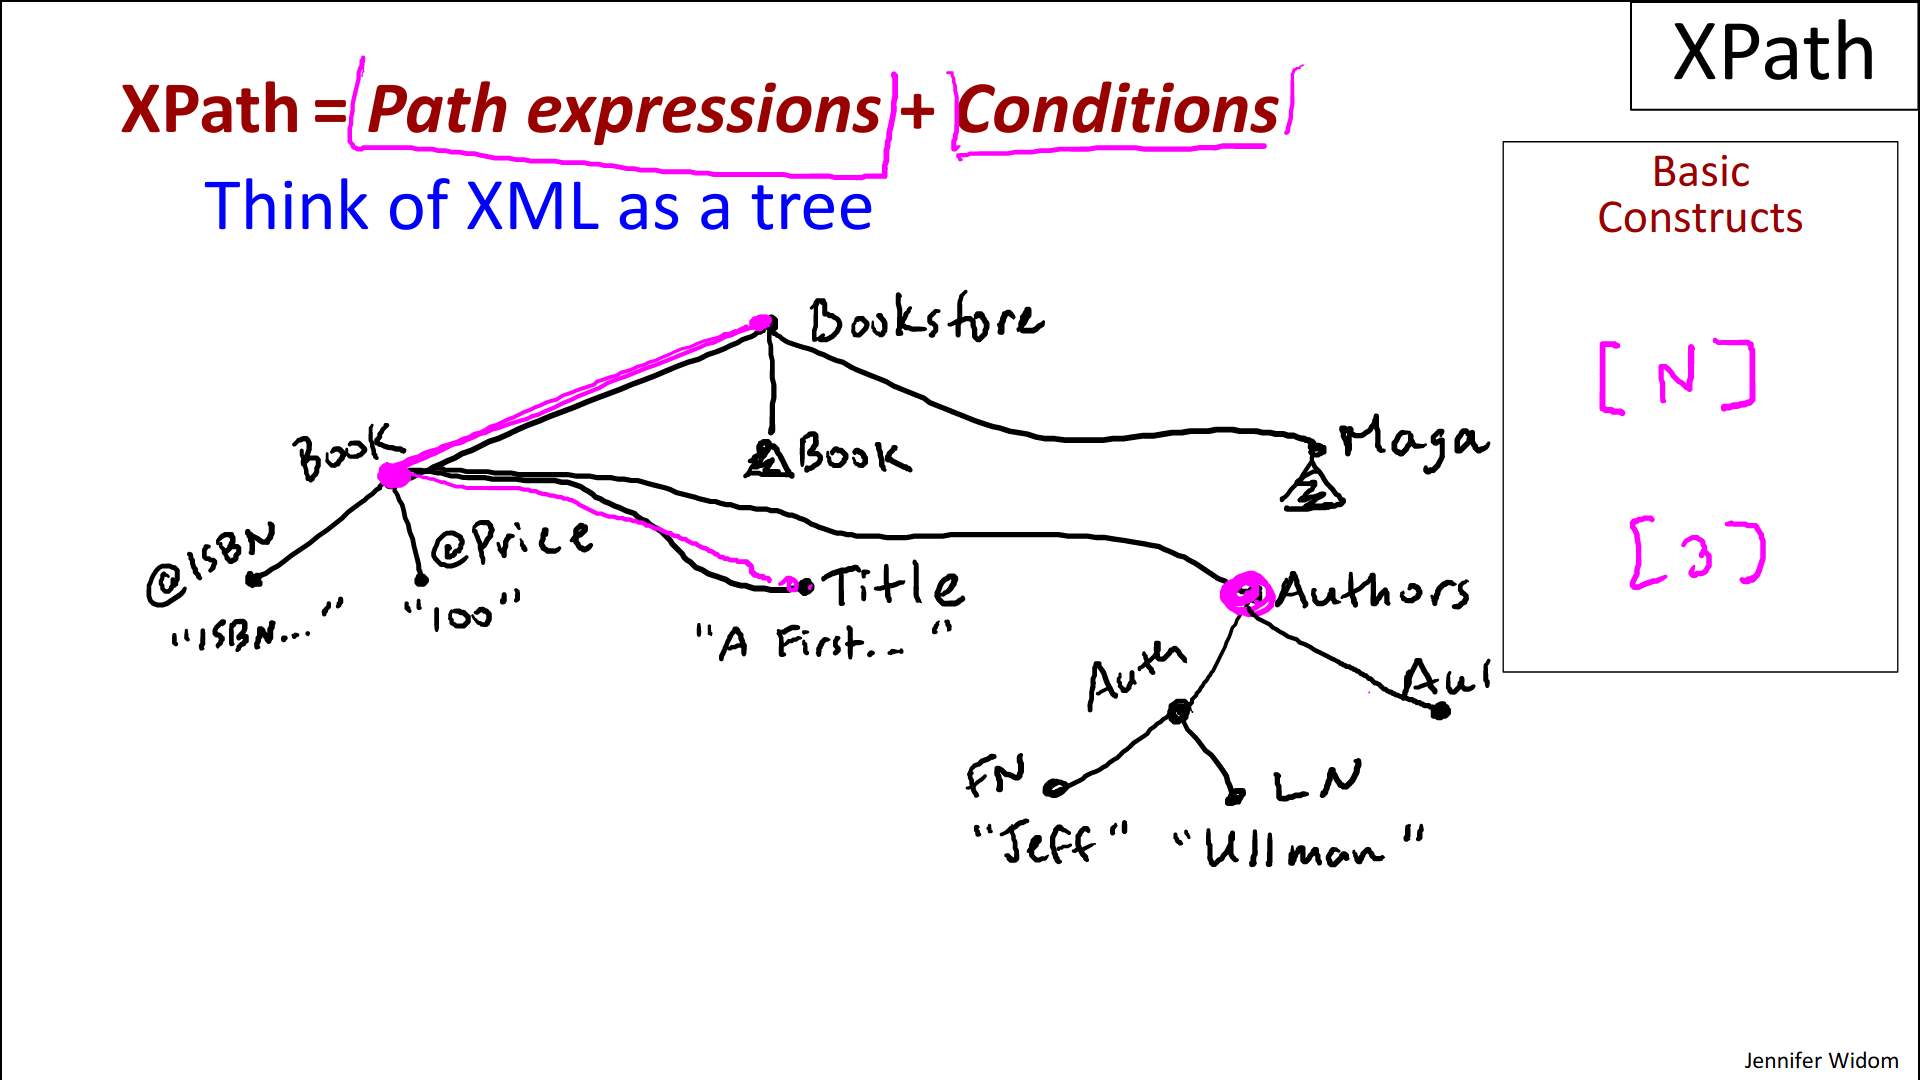 XPath
XPath = Path expressions + Conditions
Think of XML as a tree
Basic
Constructs
[ N ]
[ 3 ]
Bookstore
Book
Book
Maga
@ISBN
"ISBN..."
@Price
"100"
Title
"A First..."
Authors
Auth
Au
FN
"Jeff"
LN
"Ullman"
Jennifer Widom